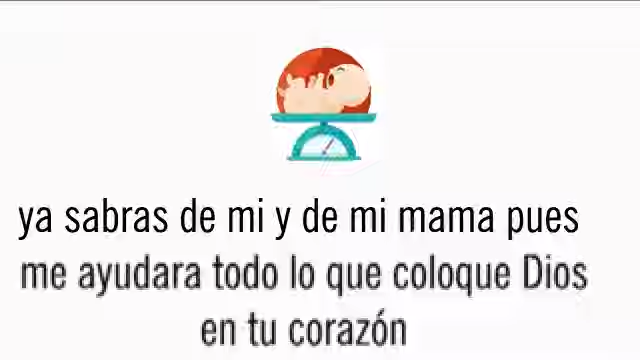 ya sabras de mi y de mi mama pues
me ayudara todo lo que coloque Dios
en tu corazón